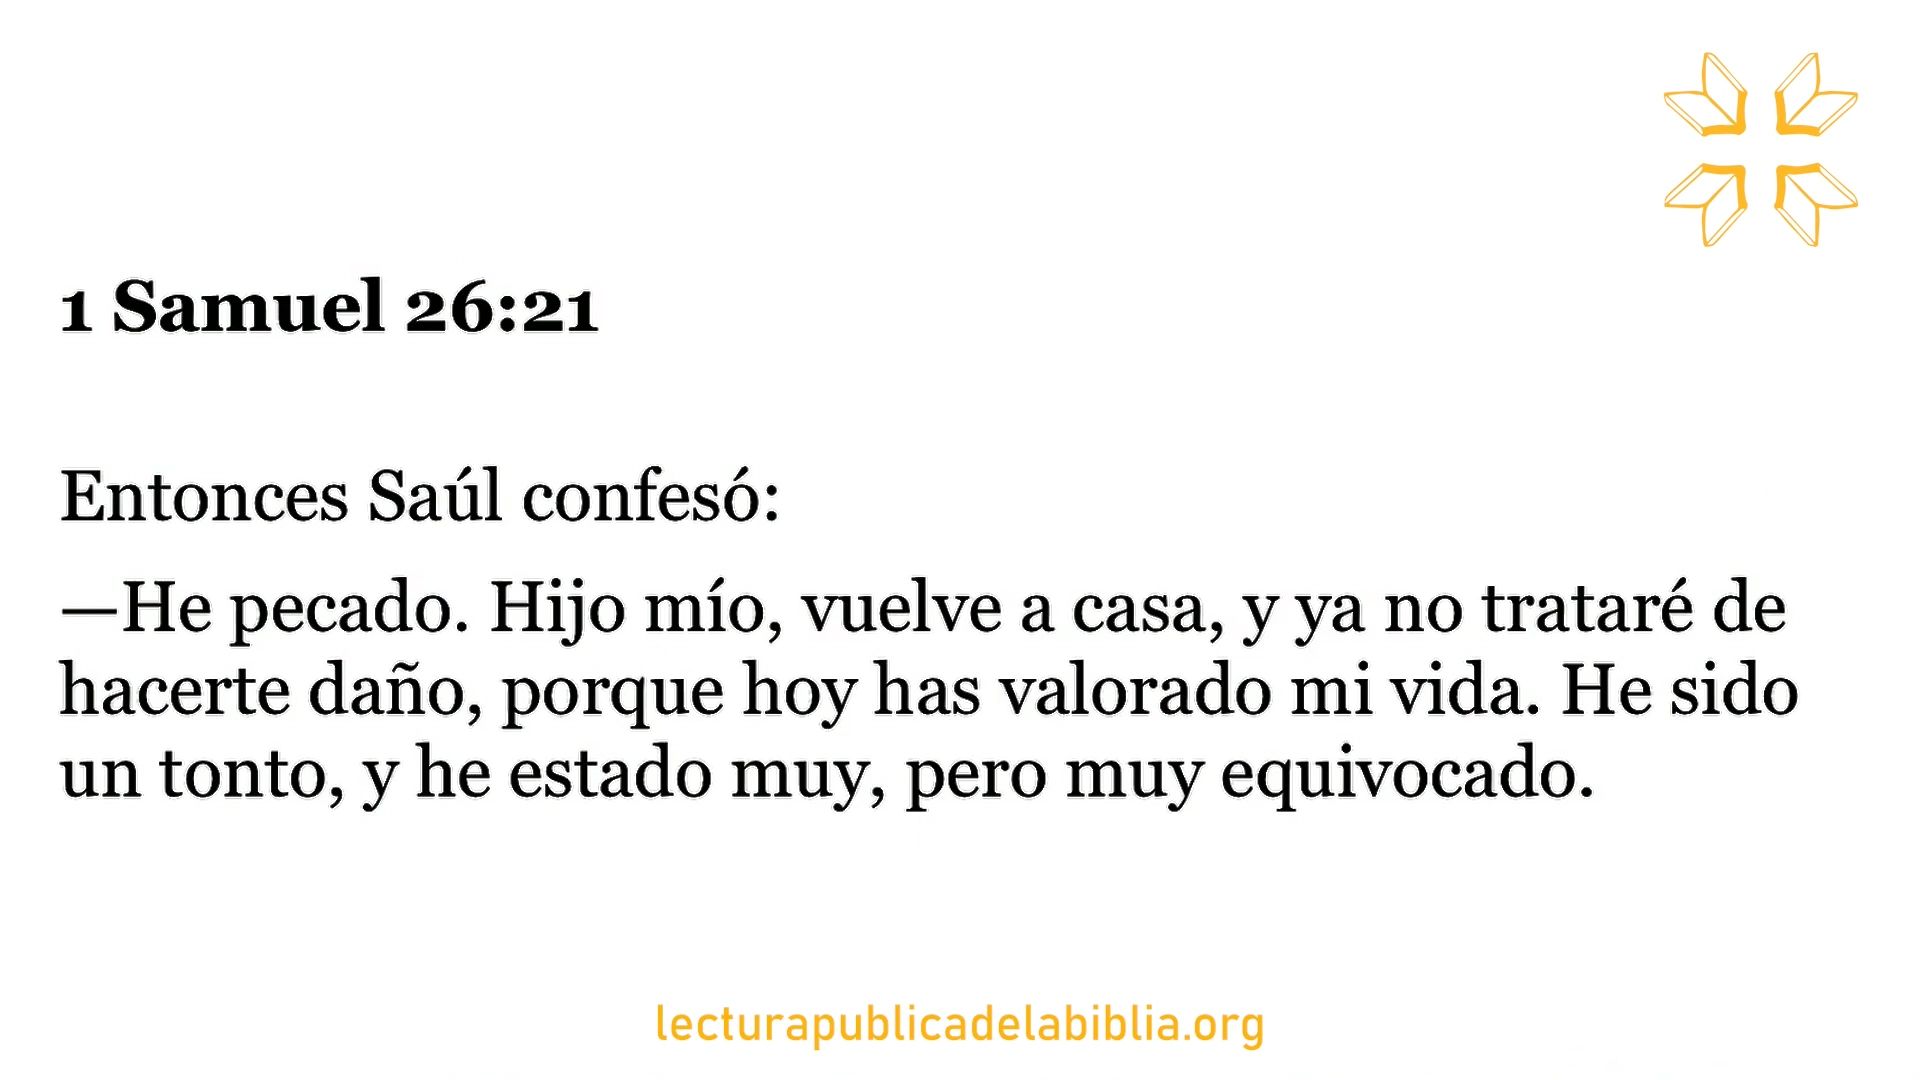 1 Samuel 26:21
Entonces Saúl confesó:
—He pecado. Hijo mío, vuelve a casa, y ya no trataré de
hacerte daño, porque hoy has valorado mi vida. He sido
un tonto, y he estado muy, pero muy equivocado.
lecturapublicadelabiblia.org